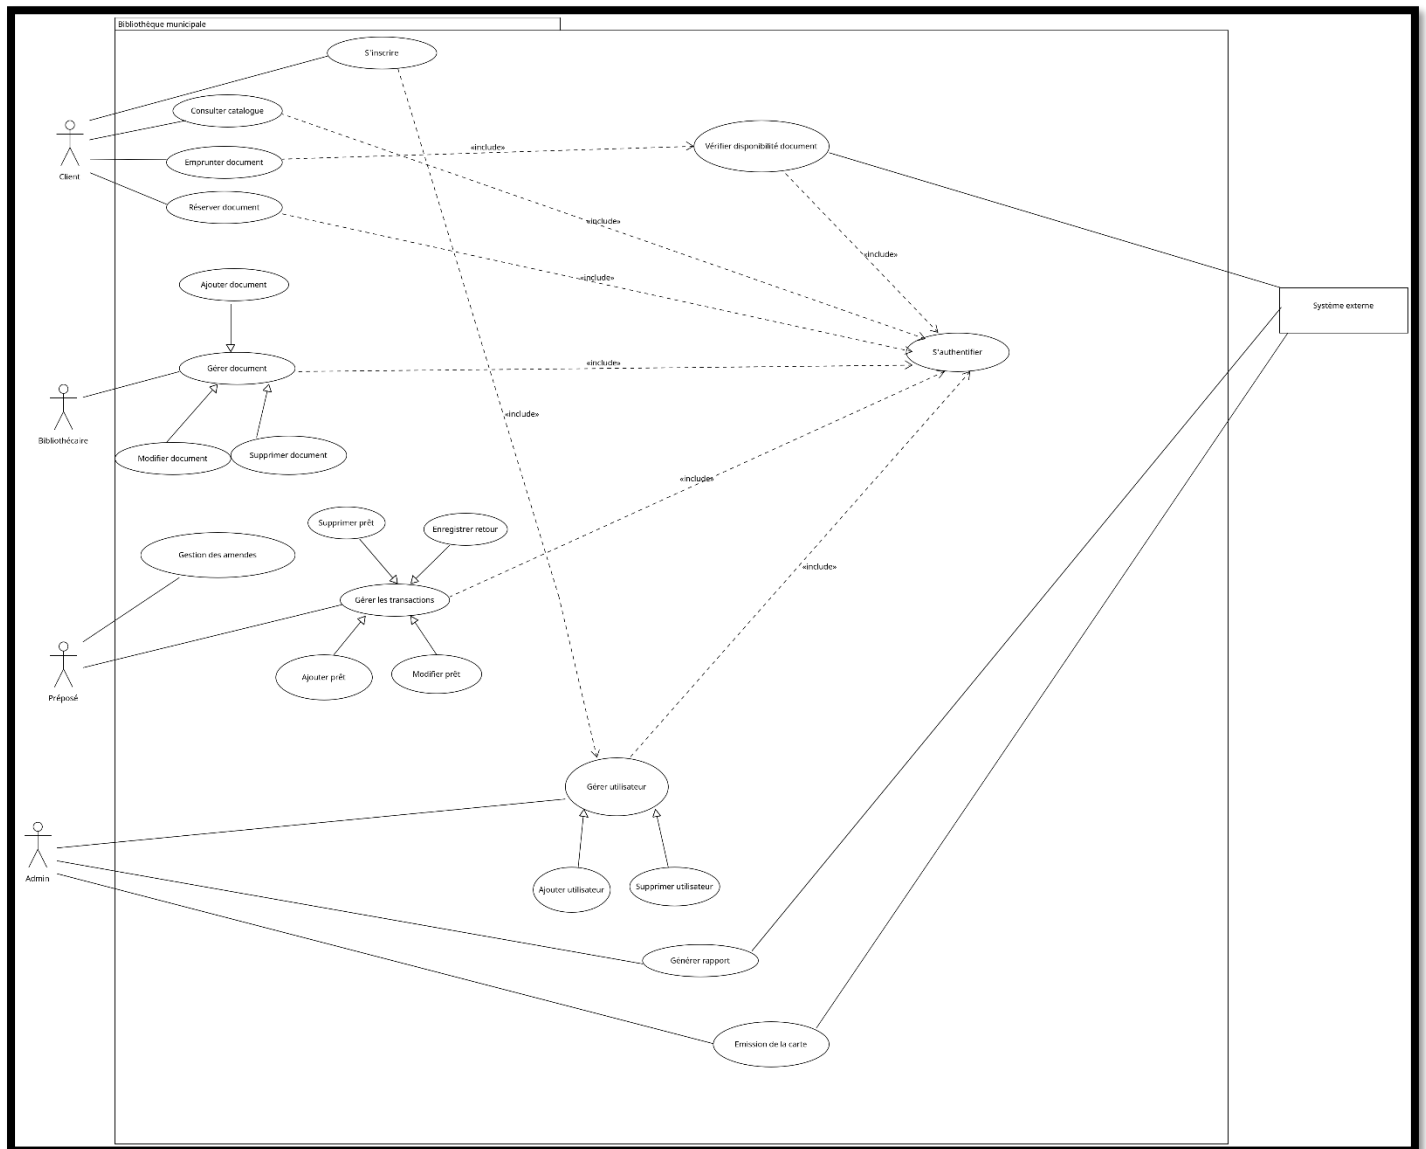 Bibliothèque municipale
S'inscrire
Consulter catalogue
Emprunter document
«include»
Vérifier disponibilité document
Client
Réserver document
«include»
«include»
«include»
Ajouter document
Système externe
S'authentifier
Gérer document
«include»
Bibliothécaire
«include»
Modifier document
Supprimer document
«include»
Supprimer prêt
Enregistrer retour
Gestion des amendes
«include»
Gérer les transactions
Ajouter prêt
Modifier prêt
Préposé
Gérer utilisateur
Admin
Ajouter utilisateur
Supprimer utilisateur
Générer rapport
Emission de la carte